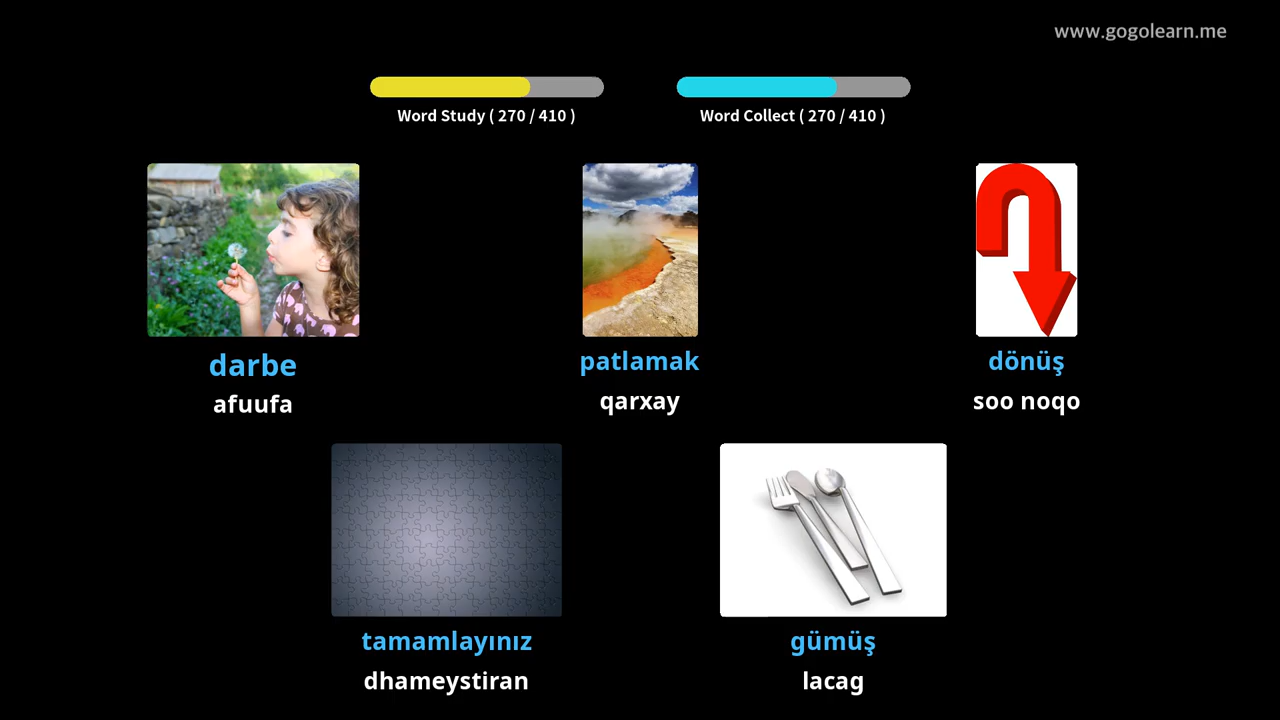 www.gogolearn.me
Word Study ( 270 / 410 )
Word Collect ( 270 / 410 )
darbe
afuufa
patlamak
qarxay
dönüş
soo noqo
tamamlayınız
dhameystiran
gümüş
lacag